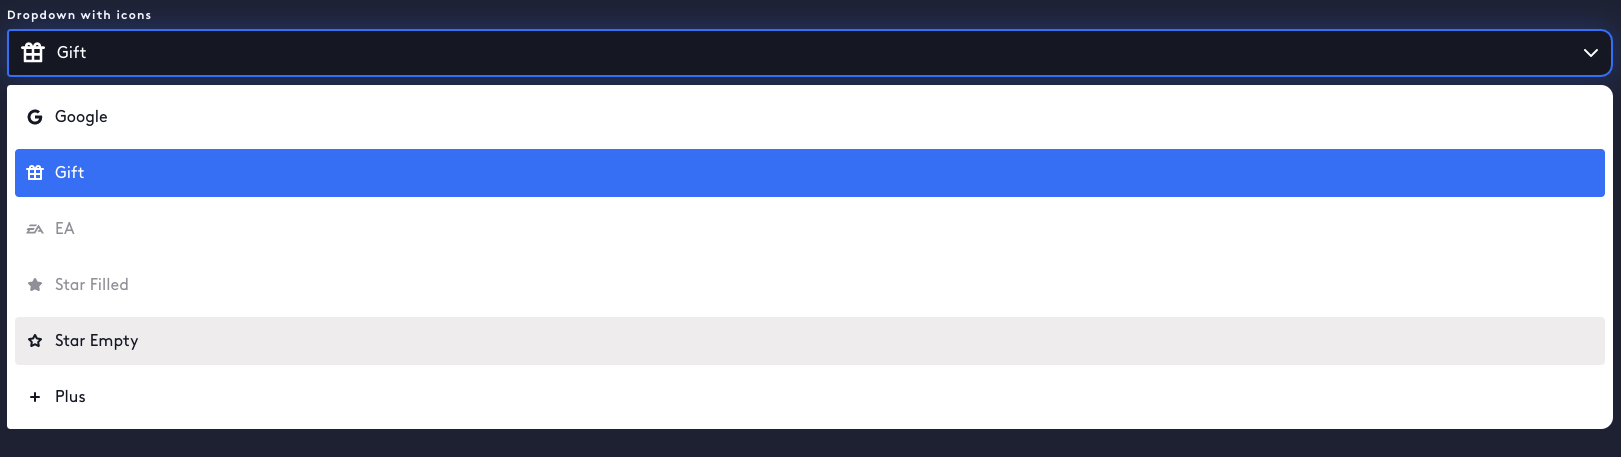 Dropdown with icons
Gift
Google
Gift
EA
Star Filled
Star Empty
Plus